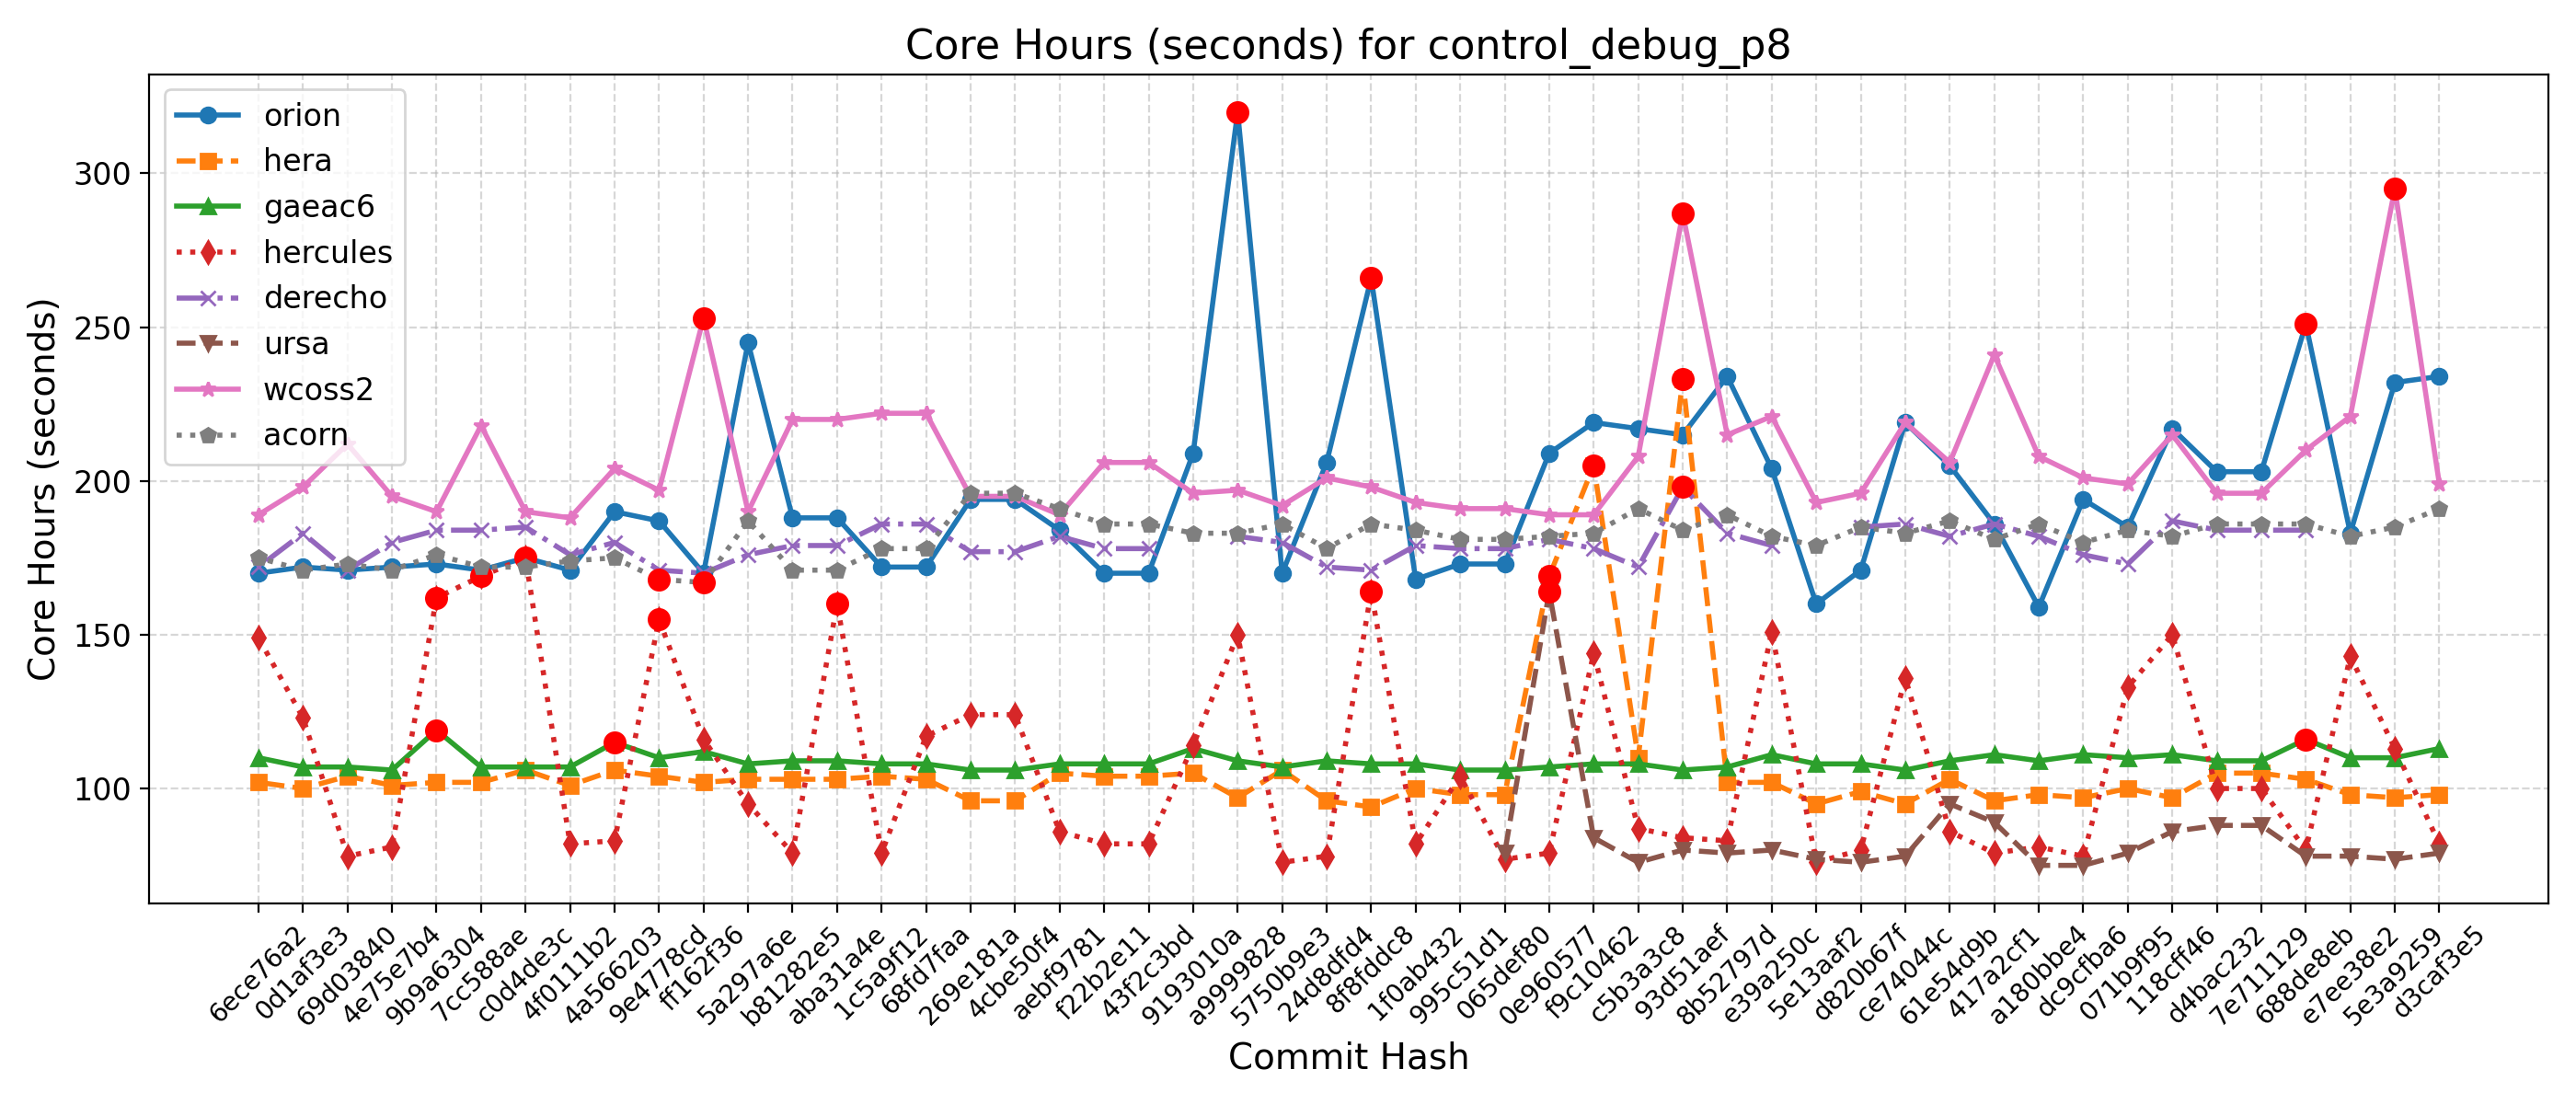 Core Hours (seconds) for control_debug_p8
orion
hera
gaeac6
hercules
derecho
ursa
wcoss2
acorn
Core Hours (seconds)
300
250
200
150
100
6ece76a2
0d1af3e3
69d03840
4e75e7b4
9b9a6304
7cc588ae
c0d4de3c
4f0111b2
4a566203
9e4778cd
ff162f36
5a297a6e
b81282e5
aba31a4e
1c5a9f12
68fd7faa
269e181a
4cbe50f4
aebf9781
f22b2e11
43f2c3bd
9193010a
a9999828
5750b9e3
24d8dfd4
8f8fddc8
1f0ab432
995c51d1
065def80
0e960577
f9c10462
c5b3a3c8
93d51aef
8b52797d
e39a250c
5e13aaf2
d820b67f
ce74044c
61e54d9b
417a2cf1
a180bbe4
dc9cfba6
071b9f95
118cff46
d4bac232
7e711129
688de8eb
e7ee38e2
5e3a9259
d3caf3e5
Commit Hash